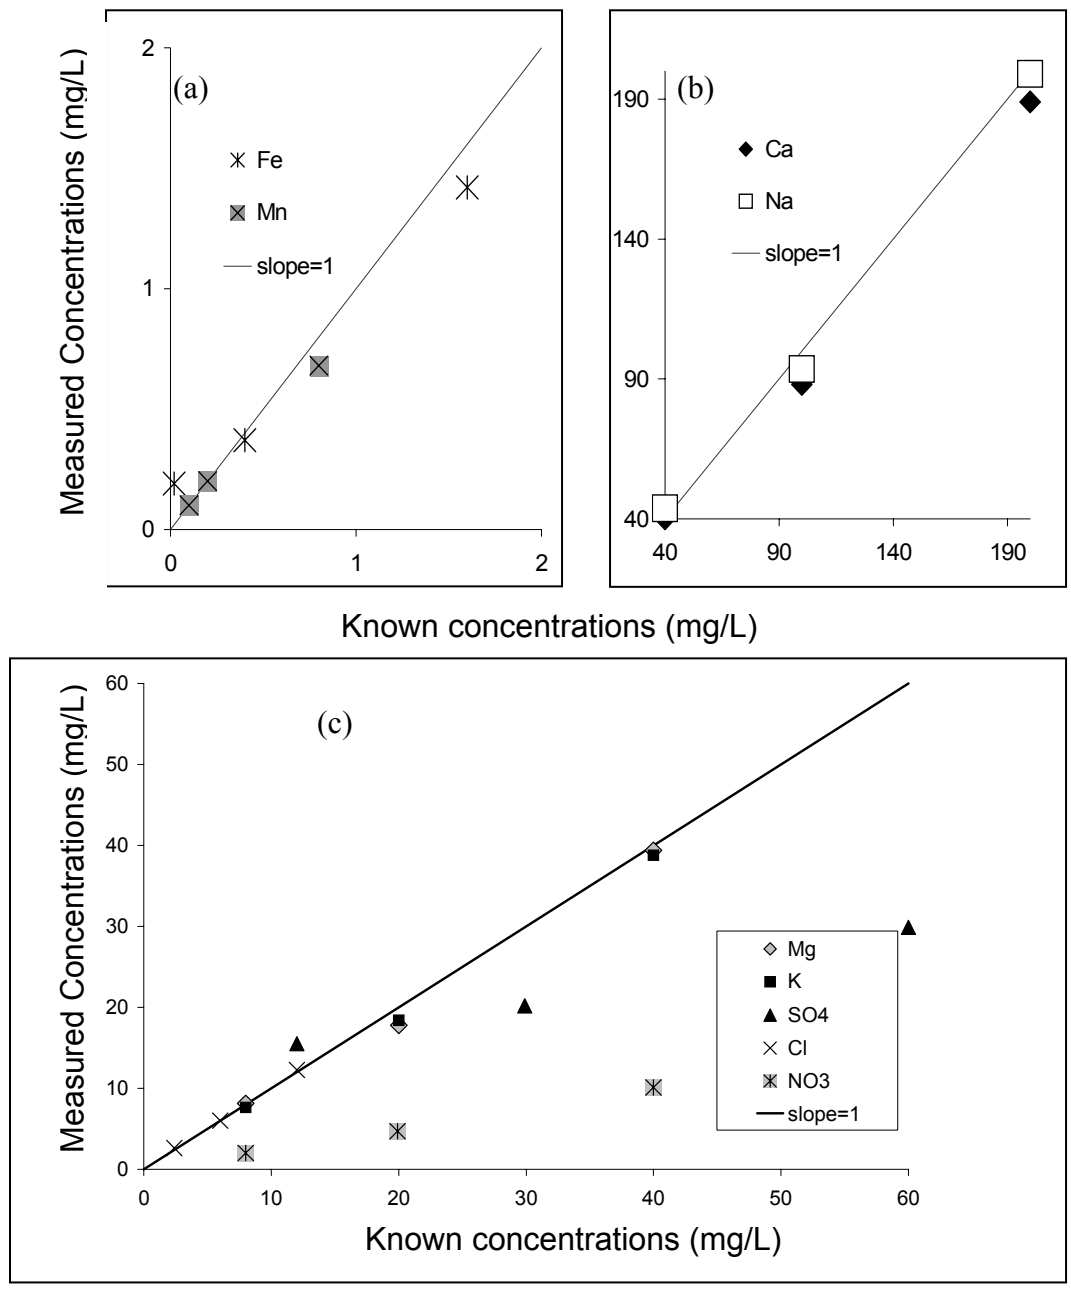 Measured Concentrations (mg/L)
2
1
0
(a)
Fe
Mn
slope=1
0 1 2
190
140
90
40
(b)
Ca
Na
slope=1
40 90 140 190
Known concentrations (mg/L)
Measured Concentrations (mg/L)
60
50
40
30
20
10
0
(c)
Mg
K
SO4
Cl
NO3
slope=1
0 10 20 30 40 50 60
Known concentrations (mg/L)